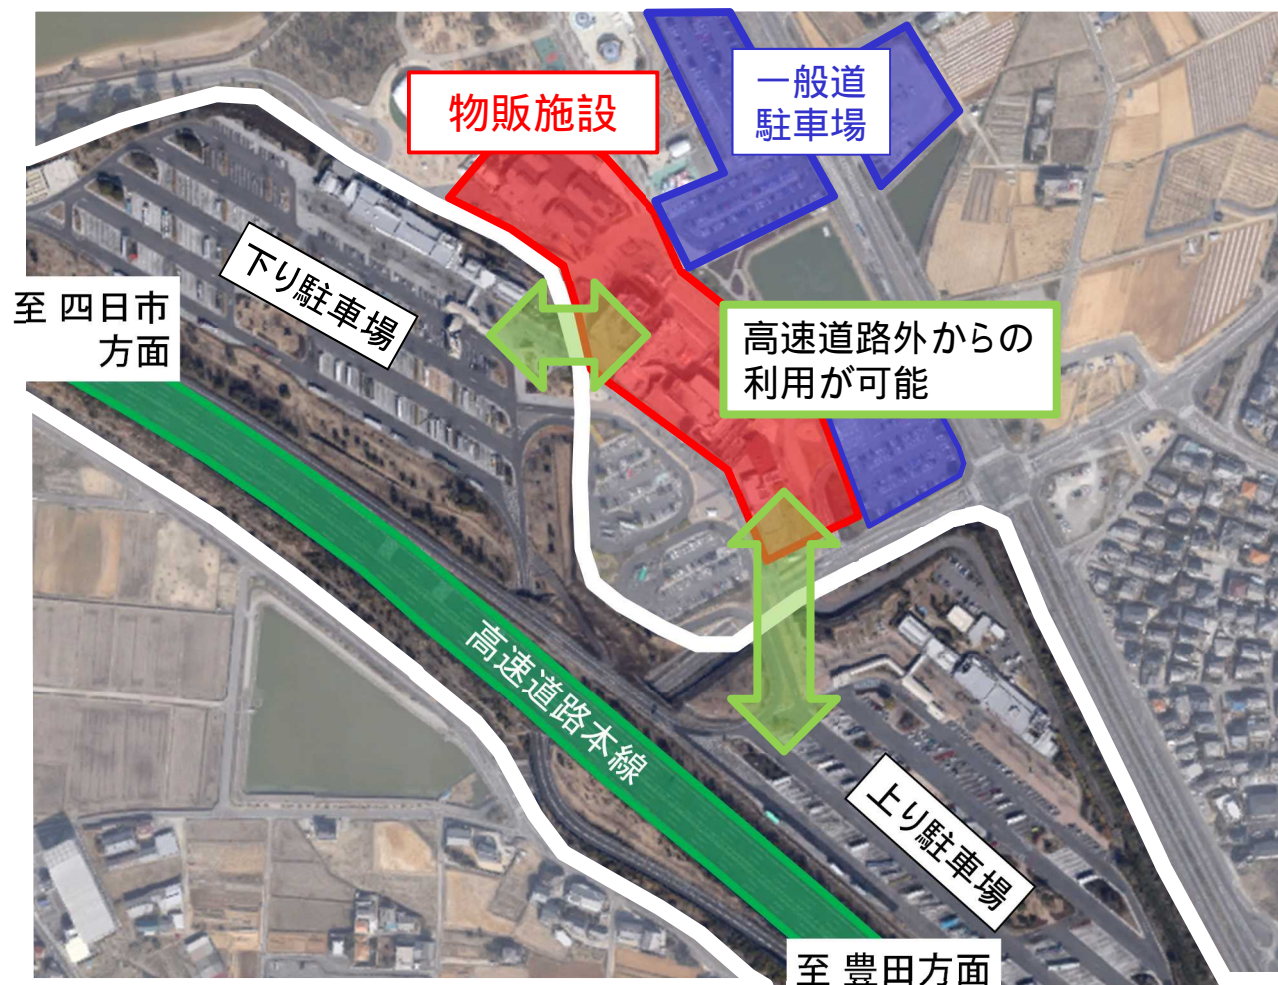 一般道
駐車場
物販施設
下り駐車場
至 四日市
方面
高速道路外からの
利用が可能
高速道路本線
上り駐車場
至 豊田方面